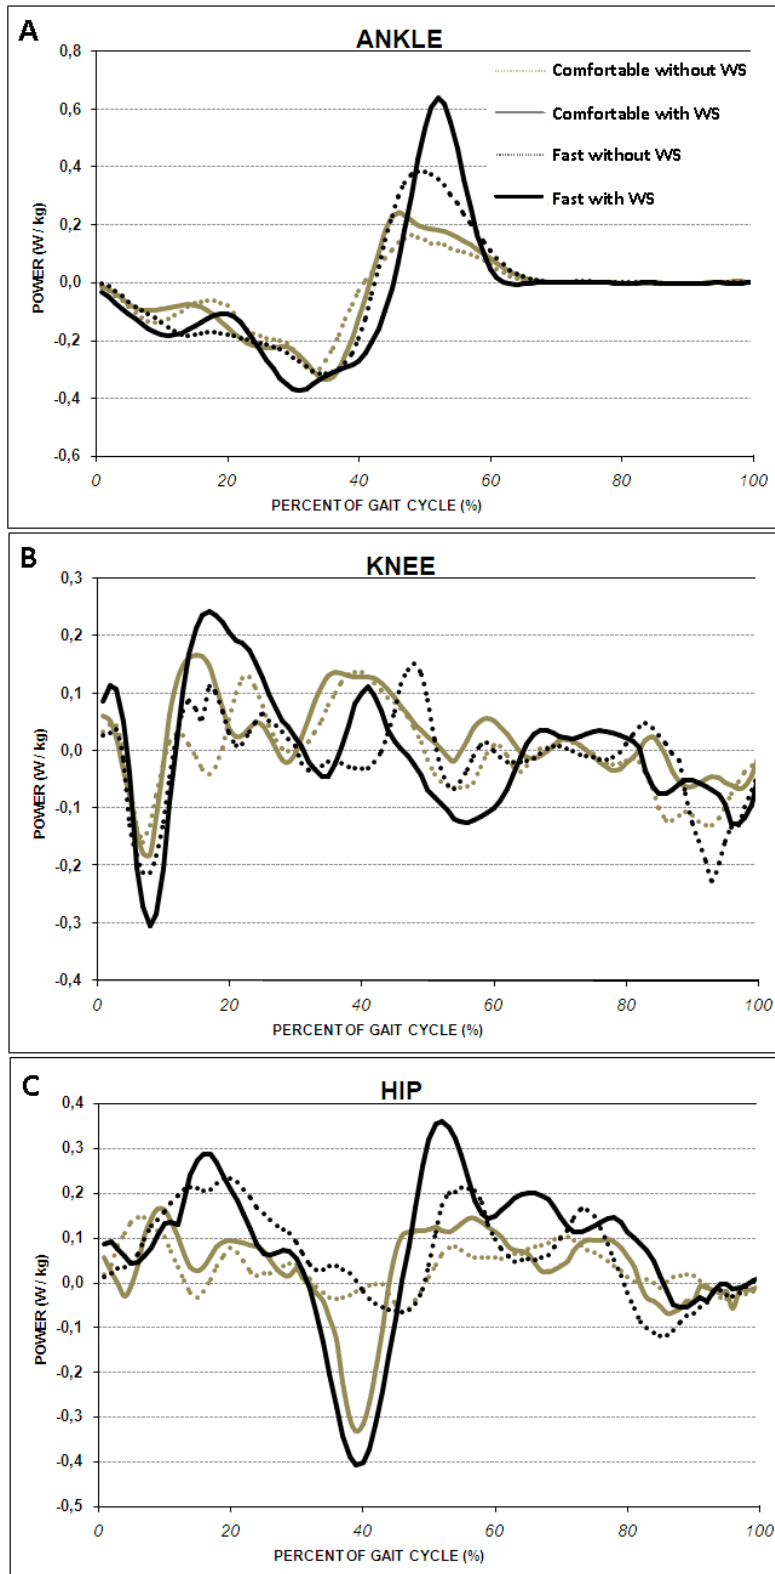 A
ANKLE
0,8
0,6
0,4
0,2
0,0
-0,2
-0,4
-0,6
POWER (W / kg)
Comfortable without WS
Comfortable with WS
Fast without WS
Fast with WS
0 20 40 60 80 100
PERCENT OF GAIT CYCLE (%)
B
KNEE
0,3
0,2
0,1
0,0
-0,1
-0,2
-0,3
-0,4
POWER (W / kg)
0 20 40 60 80 100
PERCENT OF GAIT CYCLE (%)
C
HIP
0,4
0,3
0,2
0,1
0,0
-0,1
-0,2
-0,3
-0,4
-0,5
POWER (W / kg)
0 20 40 60 80 100
PERCENT OF GAIT CYCLE (%)